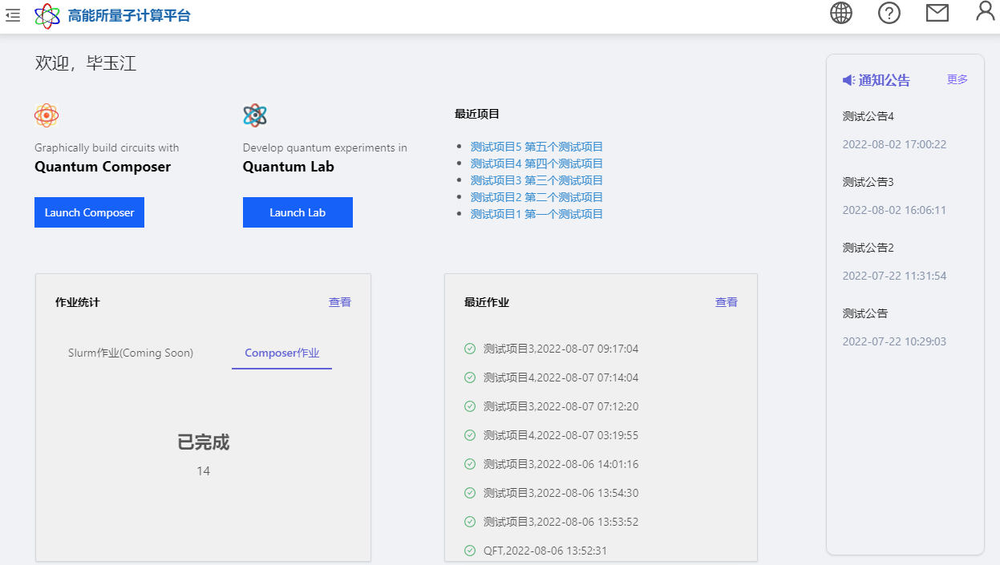 高能所量子计算平台
欢迎，毕玉江
Graphically build circuits with
Quantum Composer
Launch Composer
Develop quantum experiments in
Quantum Lab
Launch Lab
最近项目
测试项目5 第五个测试项目
测试项目4 第四个测试项目
测试项目3 第三个测试项目
测试项目2 第二个测试项目
测试项目1 第一个测试项目
作业统计 查看
Slurm作业(Coming Soon) Composer作业
已完成
14
最近作业 查看
测试项目3,2022-08-07 09:17:04
测试项目4,2022-08-07 07:14:04
测试项目3,2022-08-07 07:12:20
测试项目4,2022-08-07 03:19:55
测试项目3,2022-08-06 14:01:16
测试项目3,2022-08-06 13:54:30
测试项目3,2022-08-06 13:53:52
QFT,2022-08-06 13:52:31
通知公告 更多
测试公告4
2022-08-02 17:00:22
测试公告3
2022-08-02 16:06:11
测试公告2
2022-07-22 11:31:54
测试公告
2022-07-22 10:29:03